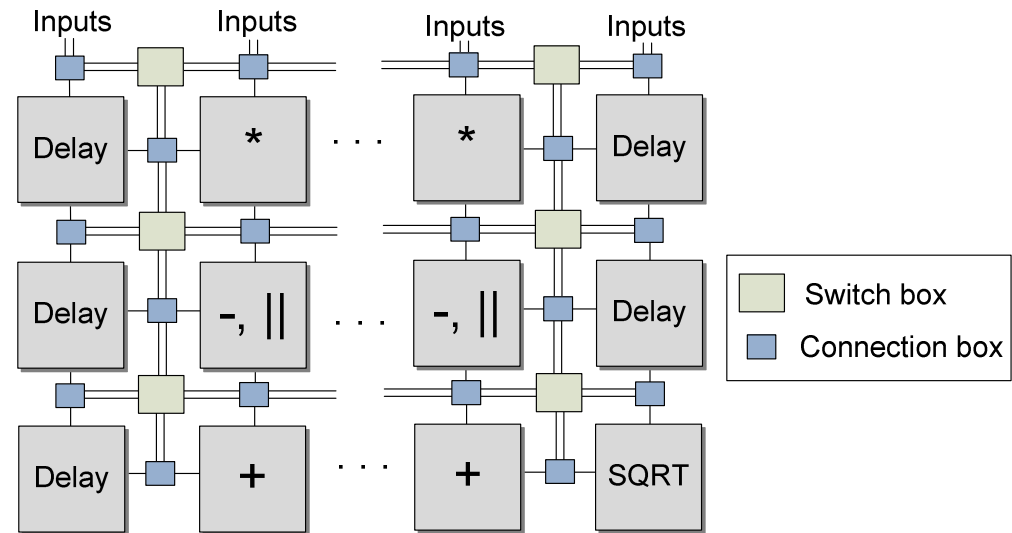 Inputs Inputs Inputs Inputs
Delay * . . . * Delay
Delay -, || . . . -, || Delay
Switch box
Connection box
Delay + . . . + SQRT